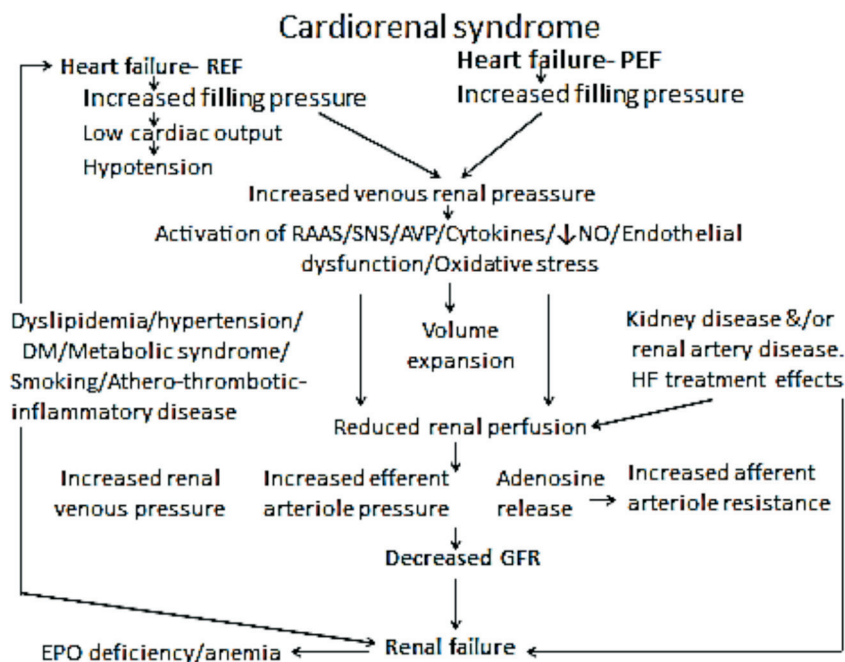 Cardiorenal syndrome
Heart failure- REF
Heart failure- PEF
Increased filling pressure
Increased filling pressure
Low cardiac output
Hypotension
Increased venous renal preassure
Activation of RAAS/SNS/AVP/Cytokines/↓NO/Endothelial
dysfunction/Oxidative stress
Dyslipidemia/hypertension/
DM/Metabolic syndrome/
Smoking/Athero-thrombotic-
inflammatory disease
Volume
expansion
Kidney disease &/or
renal artery disease.
HF treatment effects
Reduced renal perfusion
Increased renal
venous pressure
Increased efferent
arteriole pressure
Adenosine
release
Increased afferent
arteriole resistance
Decreased GFR
Renal failure
EPO deficiency/anemia